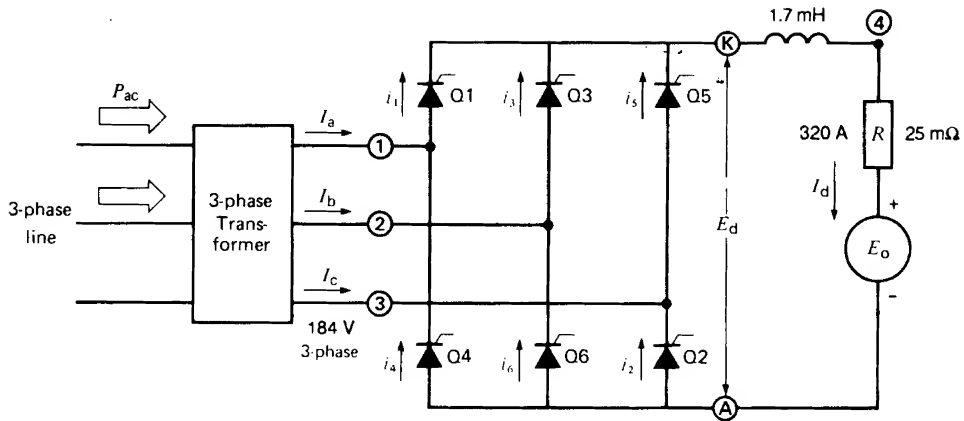 1.7 mH
4
K
P_ac
i₁
Q1
i₃
Q3
i₅
Q5
I_a
1
320 A
R
25 mΩ
3-phase
line
3-phase
Trans-
former
I_b
2
E_d
I_d
+
E_o
-
I_c
3
184 V
3-phase
i₄
Q4
i₆
Q6
i₂
Q2
A